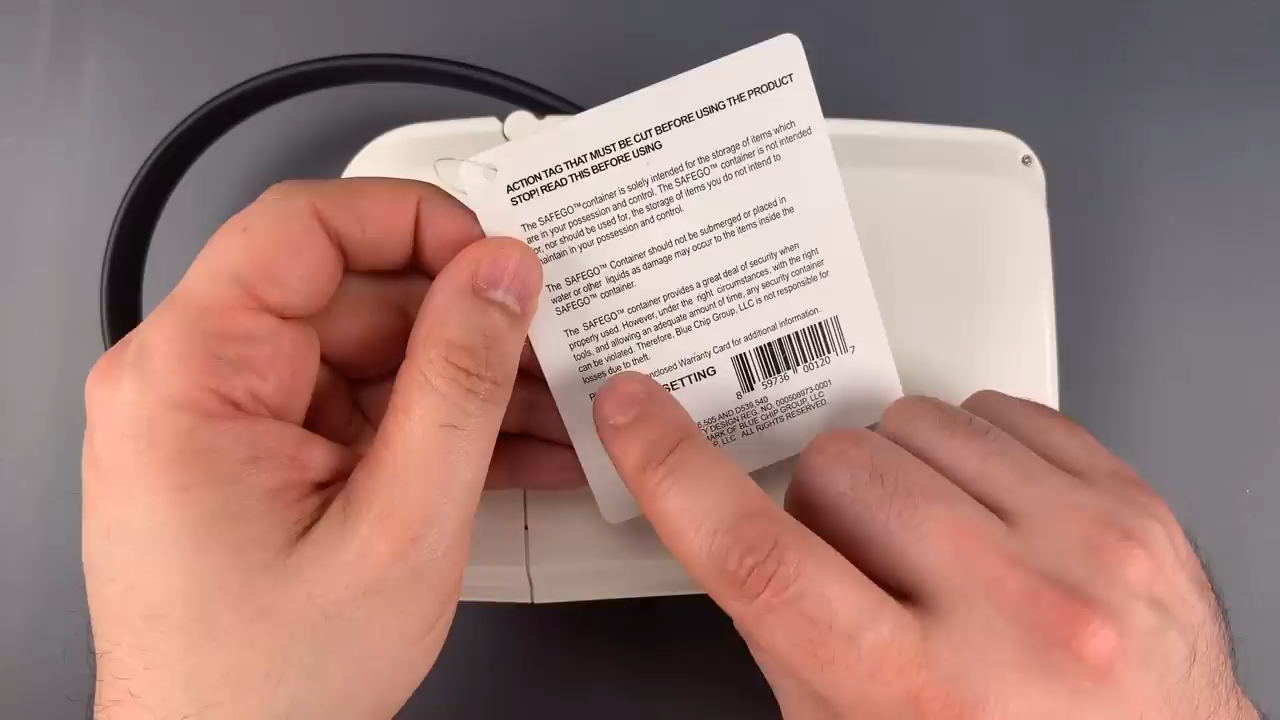 ACTION TAG THAT MUST BE CUT BEFORE USING THE PRODUCT
STOP! READ THIS BEFORE USING
The SAFEGO™container is solely intended for the storage of items which
are in your possession and control. The SAFEGO™ container is not intended
or, nor should be used for, the storage of items you do not intend to
aintain in your possession and control.
The SAFEGO™ Container should not be submerged or placed in
water or other liquids as damage may occur to the items inside the
SAFEGO™ container.
The SAFEGO™ container provides a great deal of security when
properly used. However, under the right circumstances, with the right
tools, and allowing an adequate amount of time, any security container
can be violated. Therefore, Blue Chip Group, LLC is not responsible for
losses due to theft.
nclosed Warranty Card for additional information.
SETTING
8 59736 00120 7
.505 AND D539,540
Y DESIGN REG. NO. 000508973-0001
MARK OF BLUE CHIP GROUP, LLC
P, LLC ALL RIGHTS RESERVED